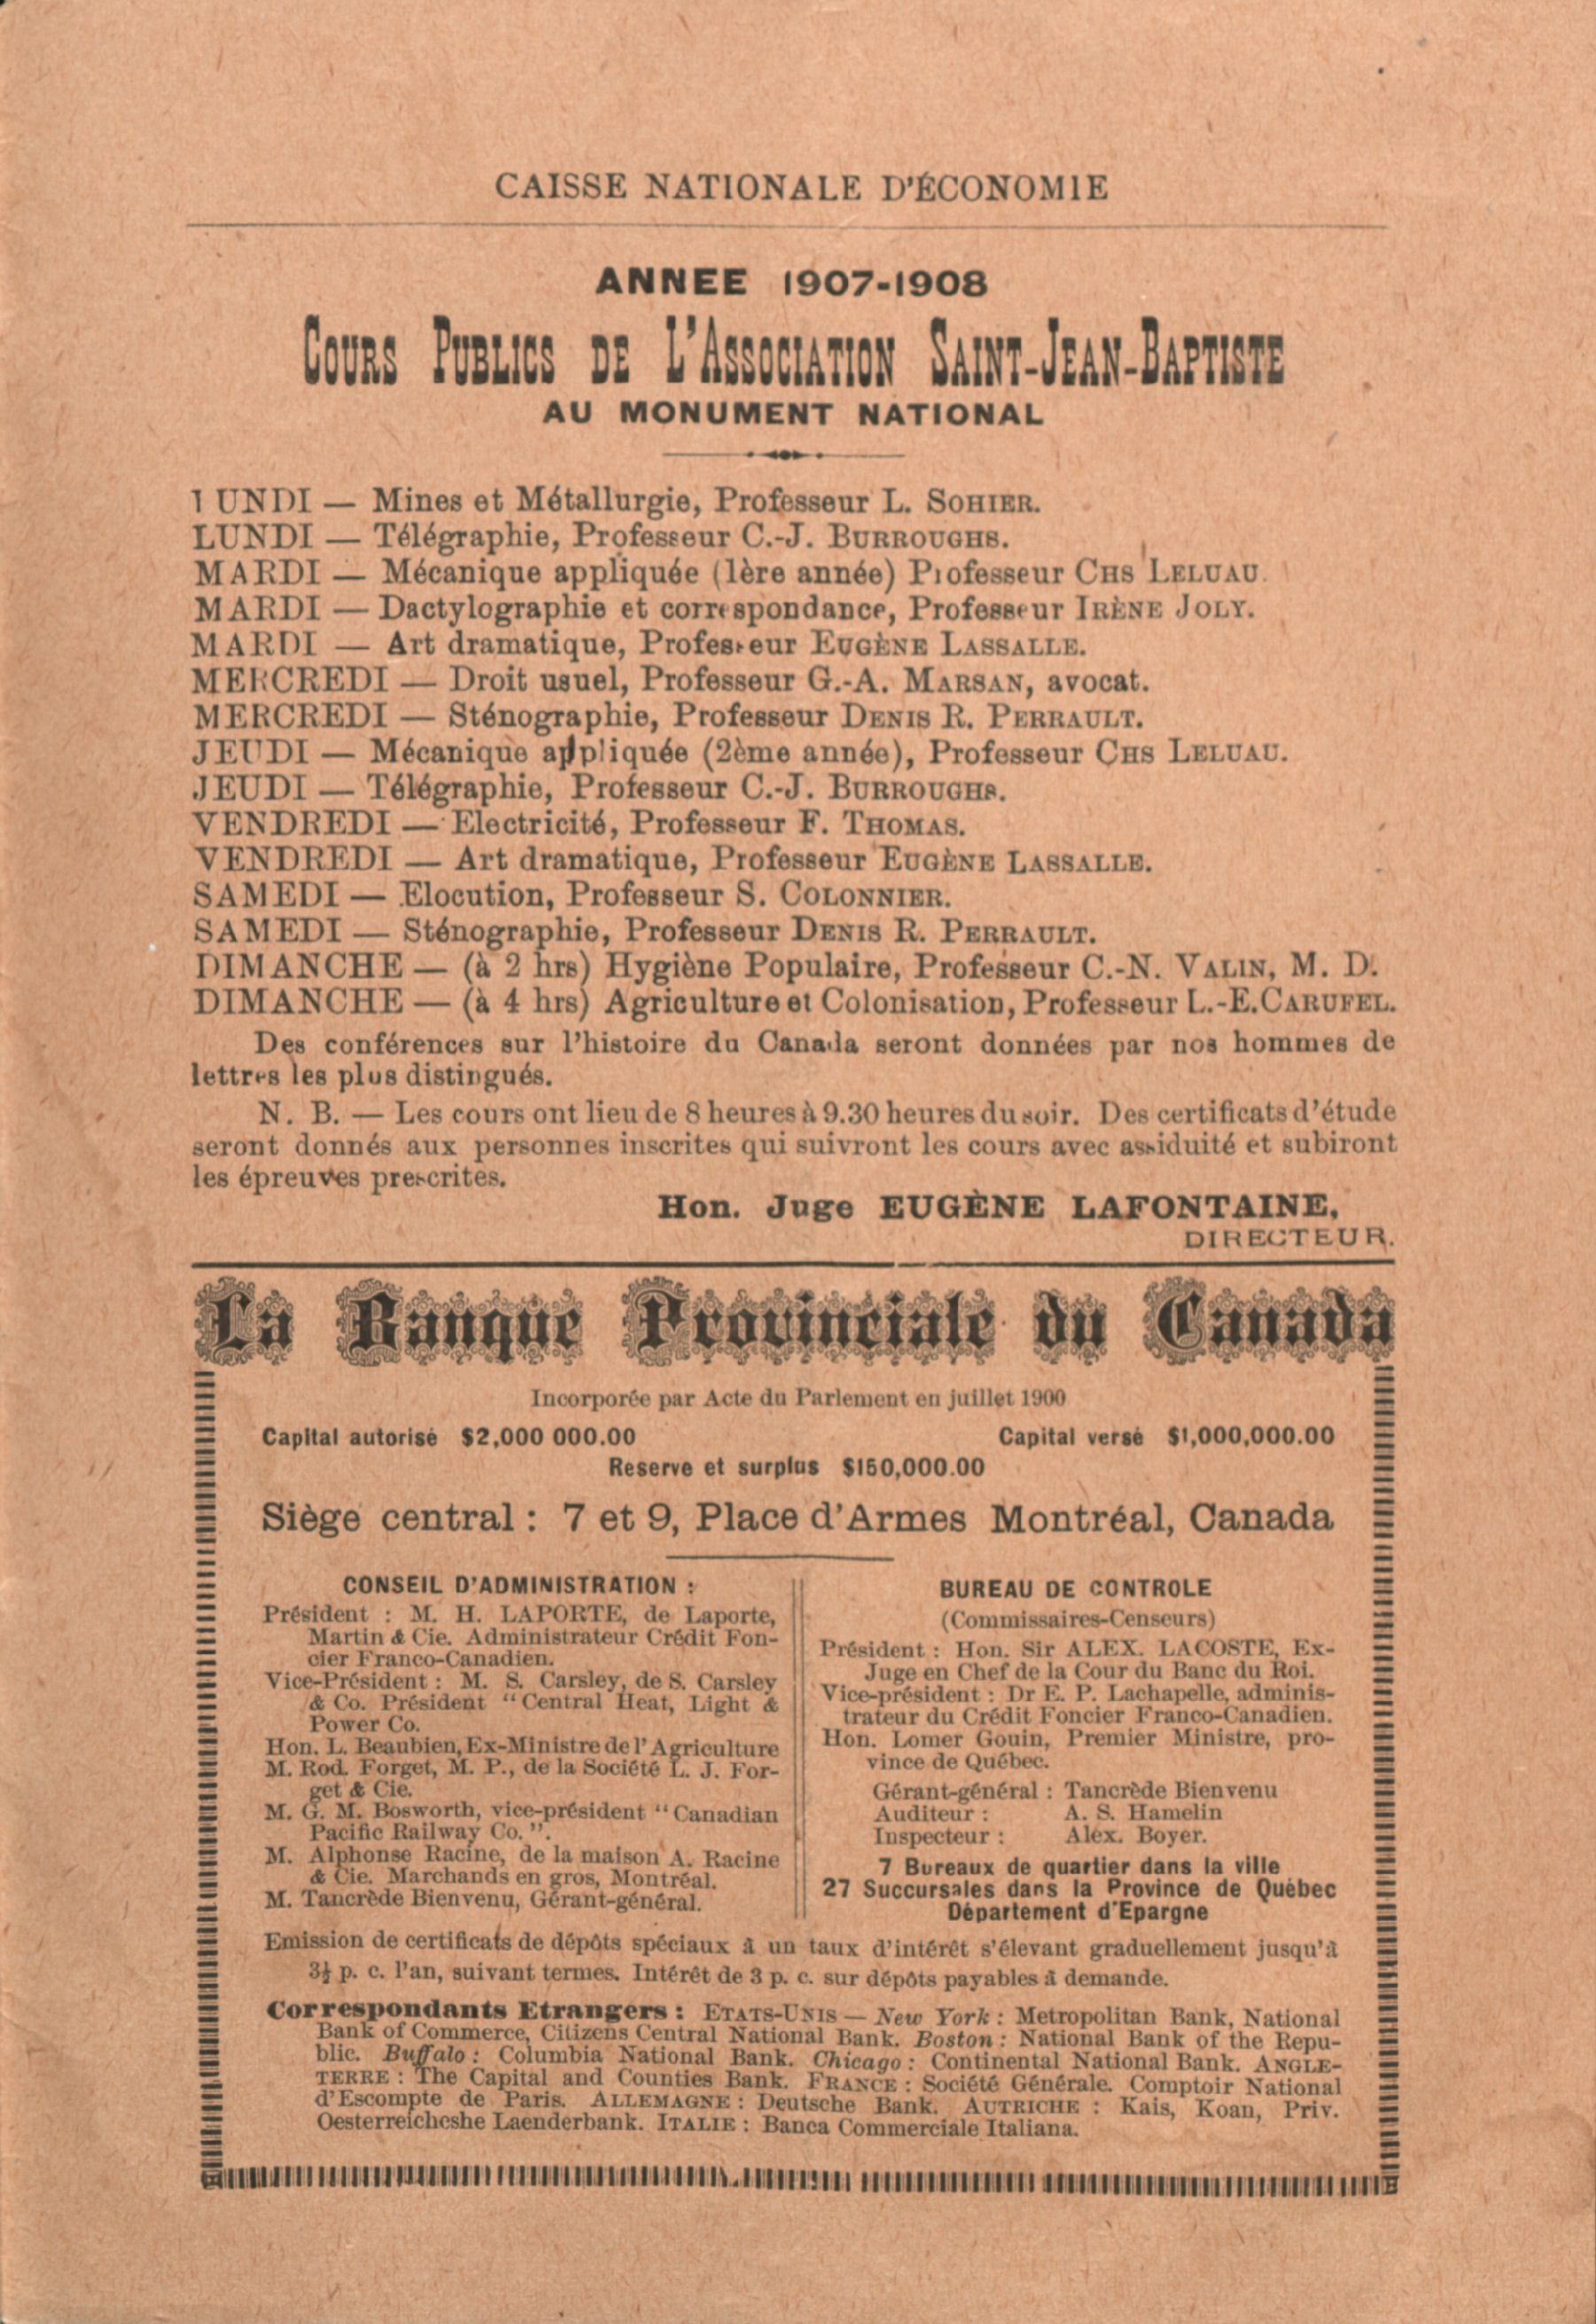 CAISSE NATIONALE D'ÉCONOMIE
ANNEE 1907-1908
COURS PUBLICS DE L'ASSOCIATION SAINT-JEAN-BAPTISTE
AU MONUMENT NATIONAL
LUNDI — Mines et Métallurgie, Professeur L. SOHIER.
LUNDI — Télégraphie, Professeur C.-J. BURROUGHS.
MARDI — Mécanique appliquée (1ère année) Professeur CHS LELUAU.
MARDI — Dactylographie et correspondance, Professeur IRÈNE JOLY.
MARDI — Art dramatique, Professeur EUGÈNE LASSALLE.
MERCREDI — Droit usuel, Professeur G.-A. MARSAN, avocat.
MERCREDI — Sténographie, Professeur DENIS R. PERRAULT.
JEUDI — Mécanique appliquée (2ème année), Professeur CHS LELUAU.
JEUDI — Télégraphie, Professeur C.-J. BURROUGHS.
VENDREDI — Electricité, Professeur F. THOMAS.
VENDREDI — Art dramatique, Professeur EUGÈNE LASSALLE.
SAMEDI — Elocution, Professeur S. COLONNIER.
SAMEDI — Sténographie, Professeur DENIS R. PERRAULT.
DIMANCHE — (à 2 hrs) Hygiène Populaire, Professeur C.-N. VALIN, M. D.
DIMANCHE — (à 4 hrs) Agriculture et Colonisation, Professeur L.-E. CARUFEL.
Des conférences sur l'histoire du Canada seront données par nos hommes de
lettres les plus distingués.
N. B. — Les cours ont lieu de 8 heures à 9.30 heures du soir. Des certificats d'étude
seront donnés aux personnes inscrites qui suivront les cours avec assiduité et subiront
les épreuves prescrites.
Hon. Juge EUGÈNE LAFONTAINE,
DIRECTEUR.
La Banque Provinciale du Canada
Incorporée par Acte du Parlement en juillet 1900
Capital autorisé $2,000 000.00 Capital versé $1,000,000.00
Reserve et surplus $150,000.00
Siège central : 7 et 9, Place d'Armes Montréal, Canada
CONSEIL D'ADMINISTRATION :
Président : M. H. LAPORTE, de Laporte,
Martin & Cie. Administrateur Crédit Fon-
cier Franco-Canadien.
Vice-Président : M. S. Carsley, de S. Carsley
& Co. Président "Central Heat, Light &
Power Co.
Hon. L. Beaubien, Ex-Ministre de l'Agriculture
M. Rod. Forget, M. P., de la Société L. J. For-
get & Cie.
M. G. M. Bosworth, vice-président "Canadian
Pacific Railway Co.".
M. Alphonse Racine, de la maison A. Racine
& Cie. Marchands en gros, Montréal.
M. Tancrède Bienvenu, Gérant-général.
BUREAU DE CONTROLE
(Commissaires-Censeurs)
Président : Hon. Sir ALEX. LACOSTE, Ex-
Juge en Chef de la Cour du Banc du Roi.
Vice-président : Dr E. P. Lachapelle, adminis-
trateur du Crédit Foncier Franco-Canadien.
Hon. Lomer Gouin, Premier Ministre, pro-
vince de Québec.
Gérant-général : Tancrède Bienvenu
Auditeur : A. S. Hamelin
Inspecteur : Alex. Boyer.
7 Bureaux de quartier dans la ville
27 Succursales dans la Province de Québec
Département d'Epargne
Emission de certificats de dépôts spéciaux à un taux d'intérêt s'élevant graduellement jusqu'à
3½ p. c. l'an, suivant termes. Intérêt de 3 p. c. sur dépôts payables à demande.
Correspondants Etrangers : ETATS-UNIS — New York : Metropolitan Bank, National
Bank of Commerce, Citizens Central National Bank. Boston : National Bank of the Repu-
blic. Buffalo : Columbia National Bank. Chicago : Continental National Bank. ANGLE-
TERRE : The Capital and Counties Bank. FRANCE : Société Générale. Comptoir National
d'Escompte de Paris. ALLEMAGNE : Deutsche Bank. AUTRICHE : Kais, Koan, Priv.
Oesterreicheshe Laenderbank. ITALIE : Banca Commerciale Italiana.